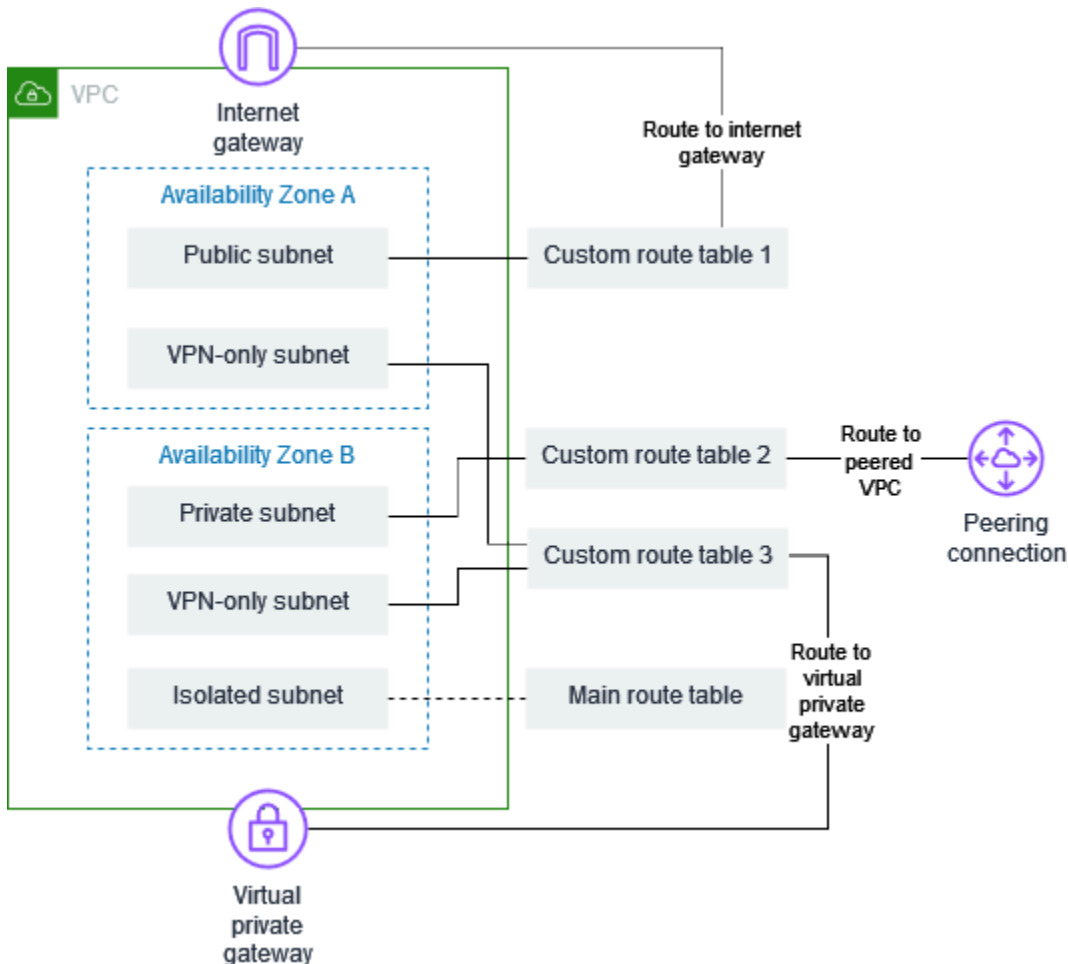 VPC
Internet
gateway
Route to internet
gateway
Availability Zone A
Public subnet
Custom route table 1
VPN-only subnet
Availability Zone B
Custom route table 2
Route to
peered
VPC
Private subnet
Peering
connection
Custom route table 3
VPN-only subnet
Isolated subnet
Main route table
Route to
virtual
private
gateway
Virtual
private
gateway